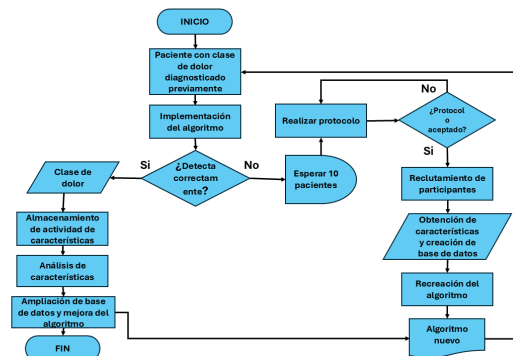 INICIO
Paciente con clase
de dolor
diagnosticado
previamente
Implementación
del algoritmo
¿Detecta
correctam
ente?
Si
No
Clase de
dolor
Almacenamiento
de actividad de
características
Análisis de
características
Ampliación de base
de datos y mejora del
algoritmo
FIN
Esperar 10
pacientes
Realizar protocolo
No
¿Protocol
o
aceptado?
Si
Reclutamiento de
participantes
Obtención de
características
y creación de
base de datos
Recreación del
algoritmo
Algoritmo
nuevo